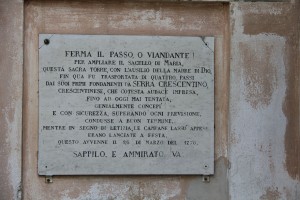 FERMA IL PASSO, O VIANDANTE!
PER AMPLIARE IL SACELLO DI MARIA,
QUESTA SACRA TORRE, CON L'AUSILIO DELLA MADRE DI DIO,
FIN QUA FU TRASPORTATA DI QUATTRO PASSI
DAI SUOI PRIMI FONDAMENTI DA SERRA CRESCENTINO,
CRESCENTINESE, CHE COTESTA AUDACE IMPRESA,
FINO AD OGGI MAI TENTATA,
GENIALMENTE CONCEPÌ
E CON SICUREZZA, SUPERANDO OGNI
CONDUSSE A BUON TERMINE,
MENTRE IN SEGNO DI LETIZIA, LE CAMPANE LASSÙ APPESE
ERANO LANCIATE A FESTA.
QUESTO AVVENNE IL 26 DI MARZO DEL
SAPPILO, E AMMIRATO, VA.